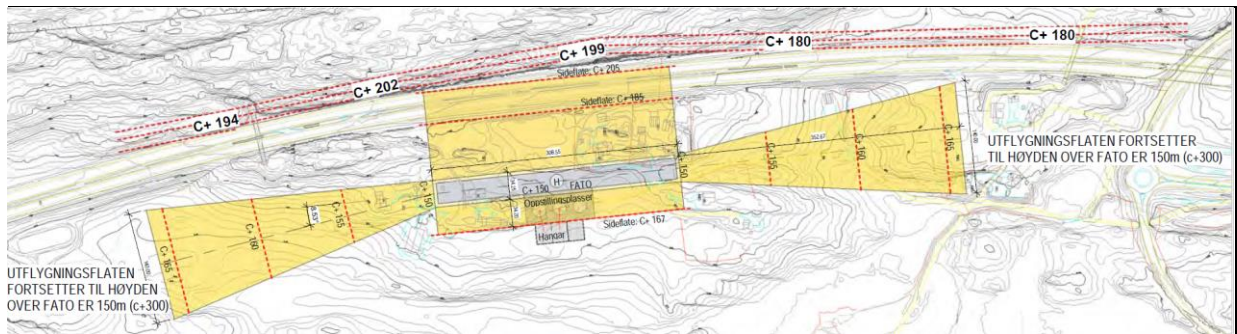 C+ 194
C+ 202
C+ 199
C+ 180
C+ 180
Sideflate: C+ 205
Sideflate: C+ 185
C+ 155
C+ 160
C+ 165
UTFLYGNINGSFLATEN FORTSETTER
TIL HØYDEN OVER FATO ER 150m (c+300)
C+ 150
C+ 150
H
FATO
C+ 150
Oppstillingsplasser
Sideflate: C+ 167
Hangar
8.53°
C+ 155
C+ 160
C+ 165
UTFLYGNINGSFLATEN
FORTSETTER TIL HØYDEN
OVER FATO ER 150m (c+300)